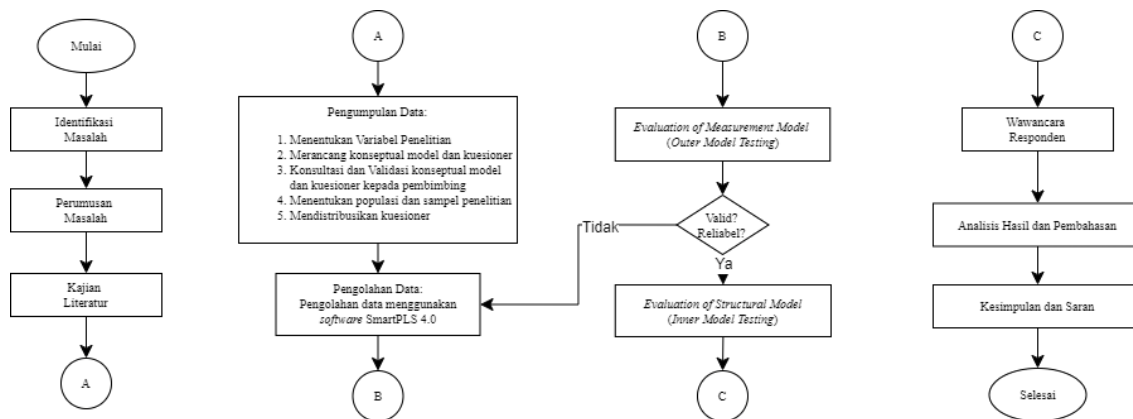 Mulai
Identifikasi
Masalah
Perumusan
Masalah
Kajian
Literatur
A
A
Pengumpulan Data:
1. Menentukan Variabel Penelitian
2. Merancang konseptual model dan kuesioner
3. Konsultasi dan Validasi konseptual model
dan kuesioner kepada pembimbing
4. Menentukan populasi dan sampel penelitian
5. Mendistribusikan kuesioner
Pengolahan Data:
Pengolahan data menggunakan
software SmartPLS 4.0
B
B
Evaluation of Measurement Model
(Outer Model Testing)
Valid?
Reliabel?
Tidak
Ya
Evaluation of Structural Model
(Inner Model Testing)
C
C
Wawancara
Responden
Analisis Hasil dan Pembahasan
Kesimpulan dan Saran
Selesai